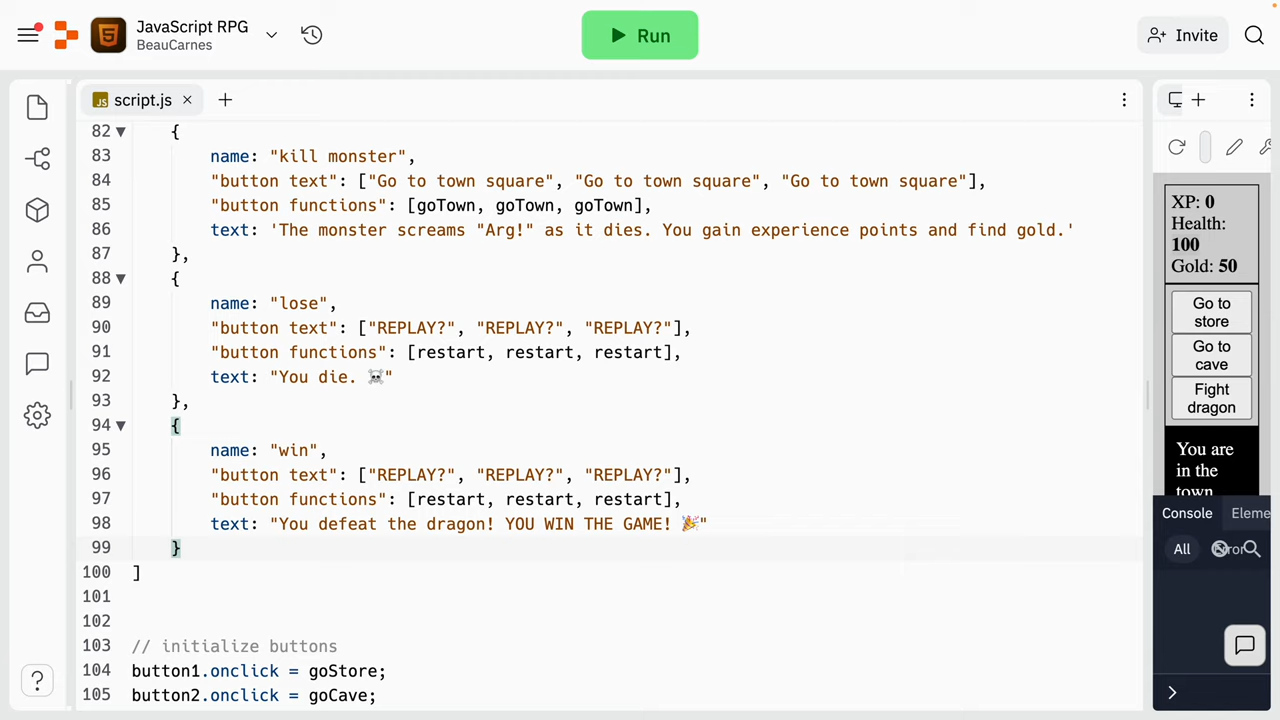 JavaScript RPG
BeauCarnes
Run
Invite
JS script.js
82 {
83 name: "kill monster",
84 "button text": ["Go to town square", "Go to town square", "Go to town square"],
85 "button functions": [goTown, goTown, goTown],
86 text: 'The monster screams "Arg!" as it dies. You gain experience points and find gold.'
87 },
88 {
89 name: "lose",
90 "button text": ["REPLAY?", "REPLAY?", "REPLAY?"],
91 "button functions": [restart, restart, restart],
92 text: "You die. ☠️"
93 },
94 {
95 name: "win",
96 "button text": ["REPLAY?", "REPLAY?", "REPLAY?"],
97 "button functions": [restart, restart, restart],
98 text: "You defeat the dragon! YOU WIN THE GAME! 🎉"
99 }
100 ]
101
102
103 // initialize buttons
104 button1.onclick = goStore;
105 button2.onclick = goCave;
XP: 0
Health:
100
Gold: 50
Go to
store
Go to
cave
Fight
dragon
You are
in the
town
Console Eleme
All